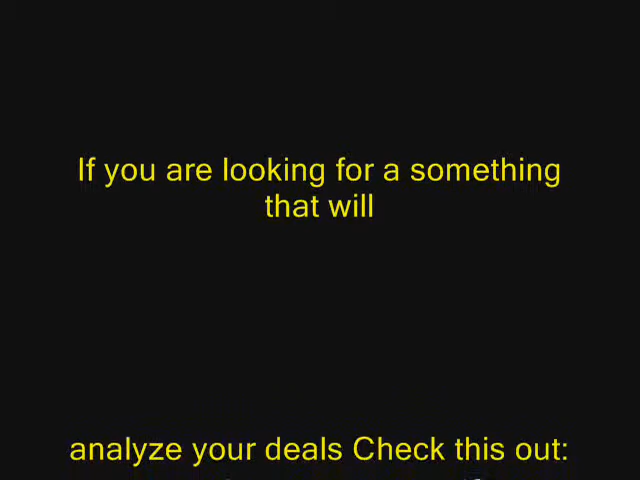 If you are looking for a something
that will
analyze your deals Check this out: